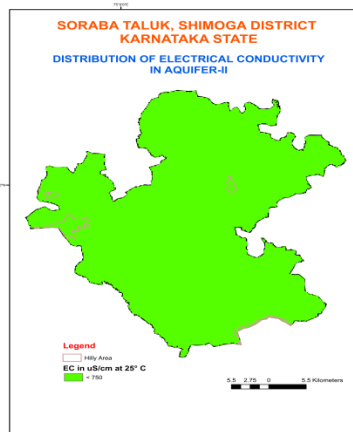 SORABA TALUK, SHIMOGA DISTRICT
KARNATAKA STATE
DISTRIBUTION OF ELECTRICAL CONDUCTIVITY
IN AQUIFER-II
Legend
Hilly Area
EC in uS/cm at 25° C
< 750
5.5 2.75 0 5.5 Kilometers